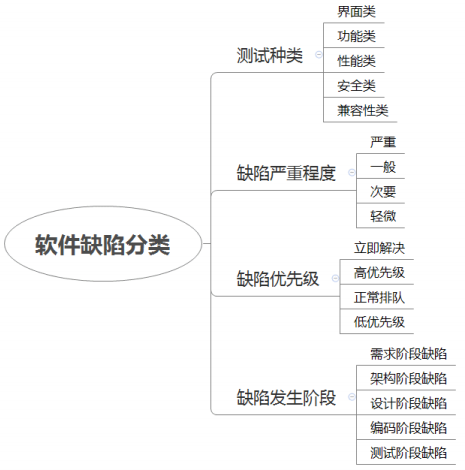 软件缺陷分类
测试种类
界面类
功能类
性能类
安全类
兼容性类
缺陷严重程度
严重
一般
次要
轻微
缺陷优先级
立即解决
高优先级
正常排队
低优先级
缺陷发生阶段
需求阶段缺陷
架构阶段缺陷
设计阶段缺陷
编码阶段缺陷
测试阶段缺陷